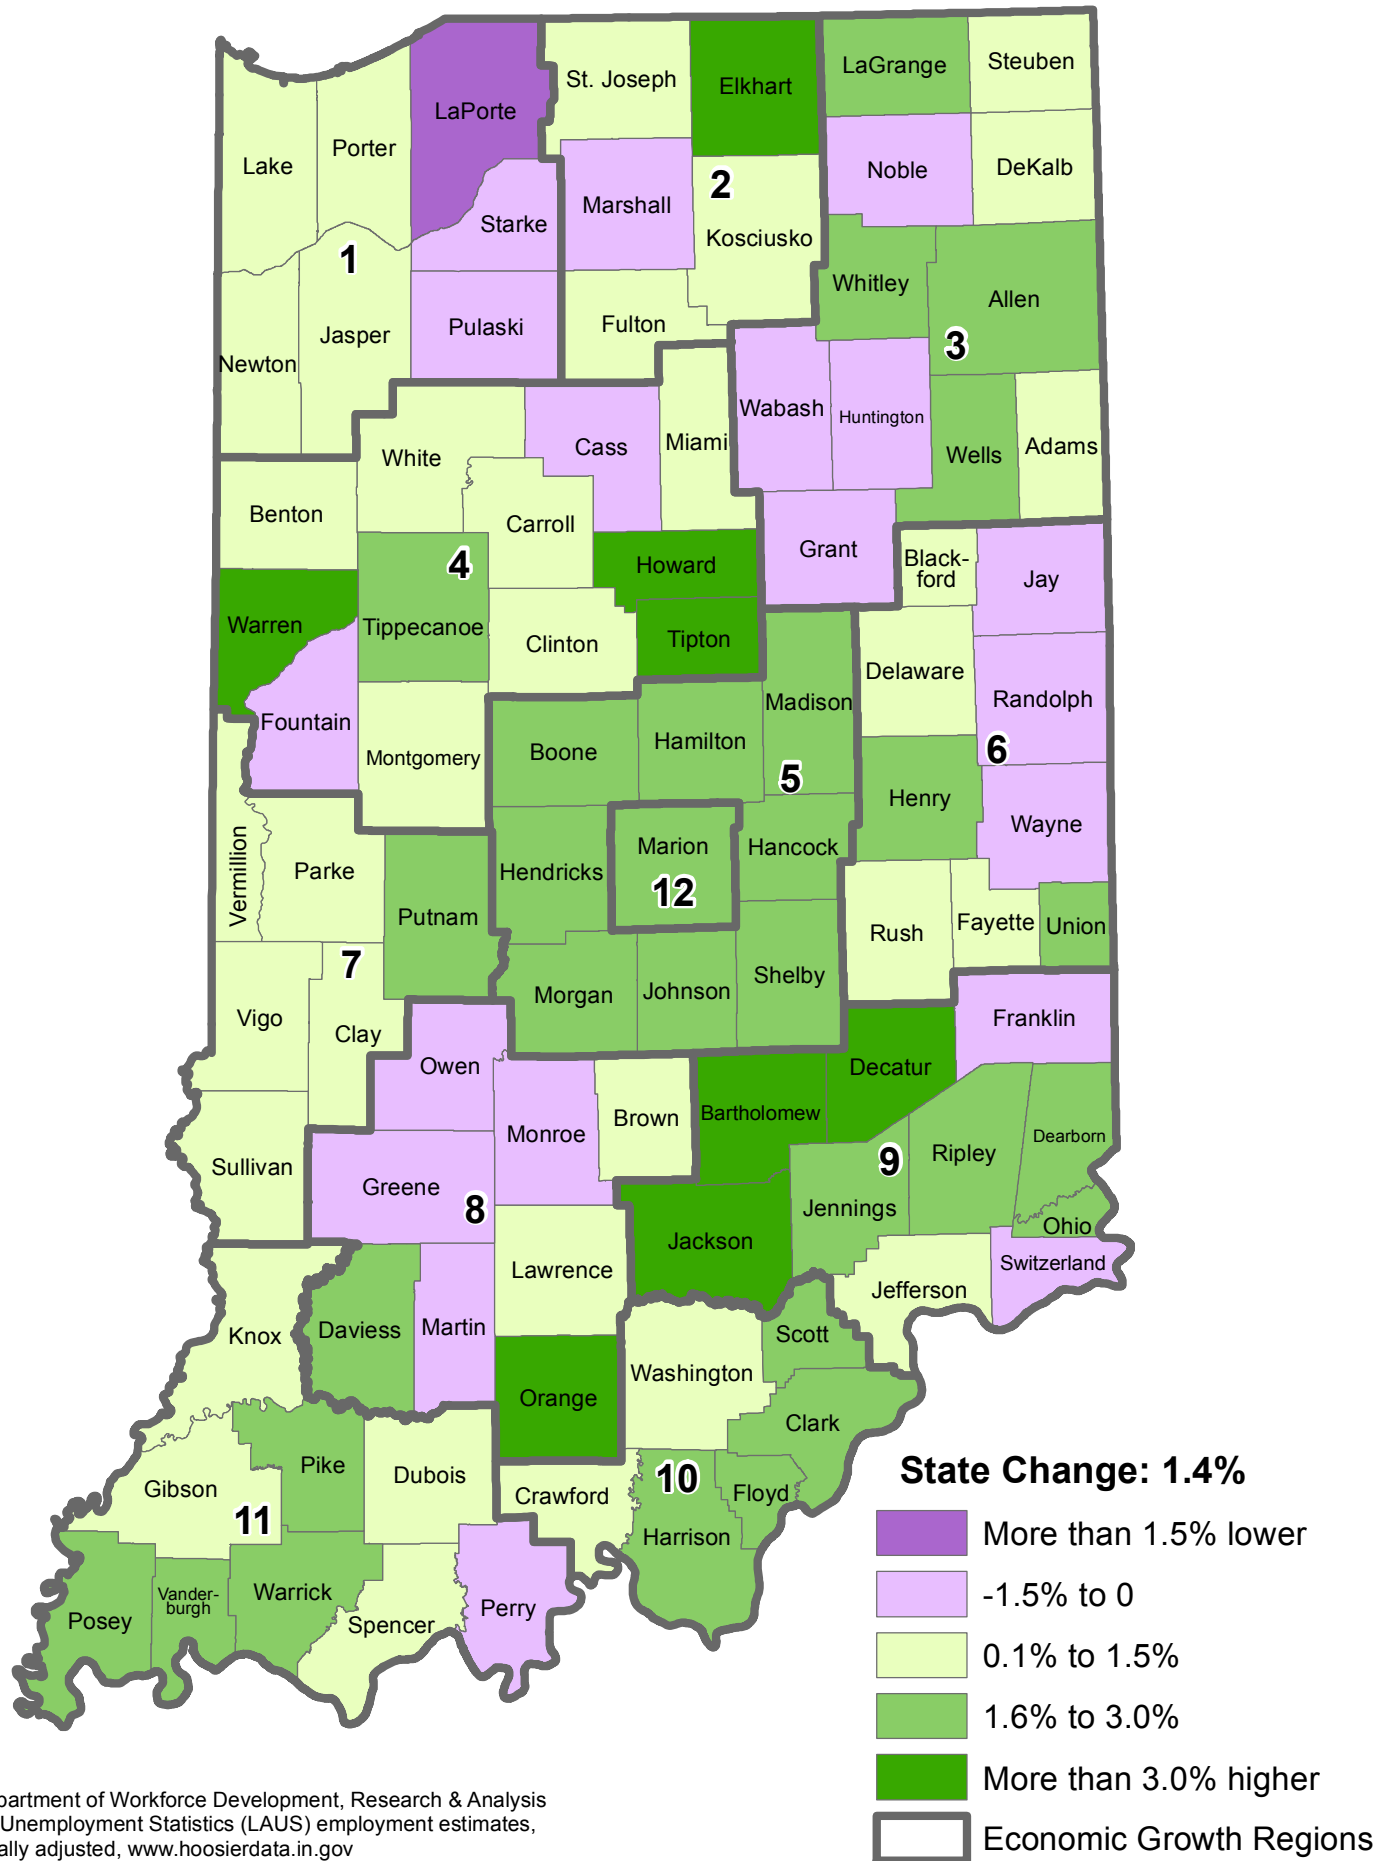 LaGrange
Steuben
St. Joseph
Elkhart
LaPorte
Porter
Lake
Noble
DeKalb
2
Marshall
Starke
Kosciusko
1
Whitley
Allen
Fulton
Pulaski
Jasper
3
Newton
Wabash
Huntington
Miami
Cass
White
Wells
Adams
Benton
Carroll
Grant
Black-
ford
Jay
4
Howard
Warren
Tippecanoe
Clinton
Tipton
Delaware
Randolph
Madison
Fountain
Hamilton
Boone
Montgomery
6
5
Henry
Wayne
Marion
Hancock
Hendricks
Parke
Vermillion
12
Putnam
Rush
Fayette
Union
7
Shelby
Johnson
Morgan
Vigo
Clay
Franklin
Owen
Decatur
Bartholomew
Brown
Monroe
Dearborn
Ripley
9
Sullivan
Greene
8
Jennings
Ohio
Jackson
Switzerland
Lawrence
Jefferson
Knox
Daviess
Martin
Scott
Washington
Orange
Clark
Pike
Dubois
10
Gibson
Crawford
Floyd
11
Harrison
Warrick
Vander-
burgh
Posey
Spencer
Perry
State Change: 1.4%
More than 1.5% lower
-1.5% to 0
0.1% to 1.5%
1.6% to 3.0%
More than 3.0% higher
Economic Growth Regions
partment of Workforce Development, Research & Analysis
Unemployment Statistics (LAUS) employment estimates,
ally adjusted, www.hoosierdata.in.gov